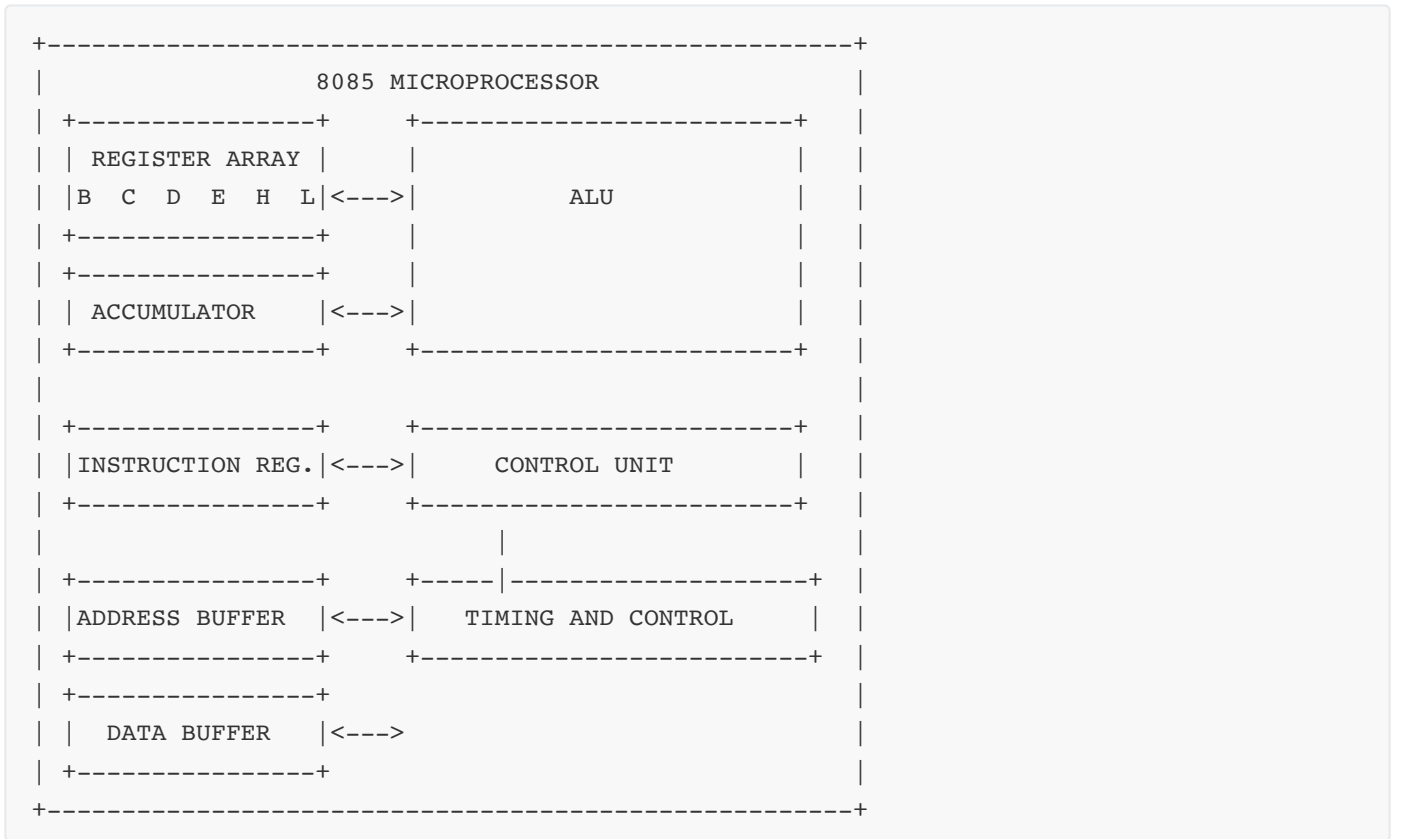 8085 MICROPROCESSOR
REGISTER ARRAY
B C D E H L <---> ALU
ACCUMULATOR <--->
INSTRUCTION REG. <---> CONTROL UNIT
ADDRESS BUFFER <---> TIMING AND CONTROL
DATA BUFFER <--->